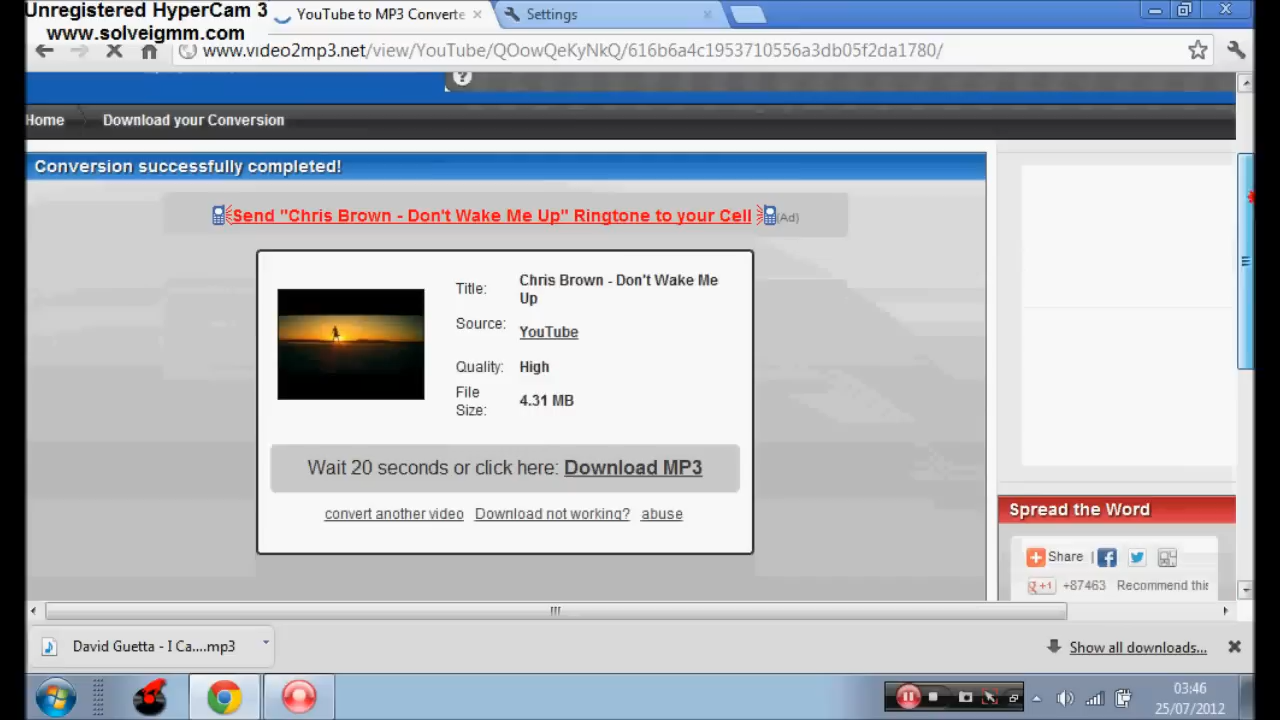 Unregistered HyperCam 3
www.solveigmm.com
YouTube to MP3 Converte
Settings
www.video2mp3.net/view/YouTube/QOowQeKyNkQ/616b6a4c1953710556a3db05f2da1780/
Home
Download your Conversion
Conversion successfully completed!
Send "Chris Brown - Don't Wake Me Up" Ringtone to your Cell
(Ad)
Title: Chris Brown - Don't Wake Me
Up
Source: YouTube
Quality: High
File
Size: 4.31 MB
Wait 20 seconds or click here: Download MP3
convert another video Download not working? abuse
Spread the Word
Share
+1 +87463 Recommend this
David Guetta - I Ca....mp3
Show all downloads...
03:46
25/07/2012